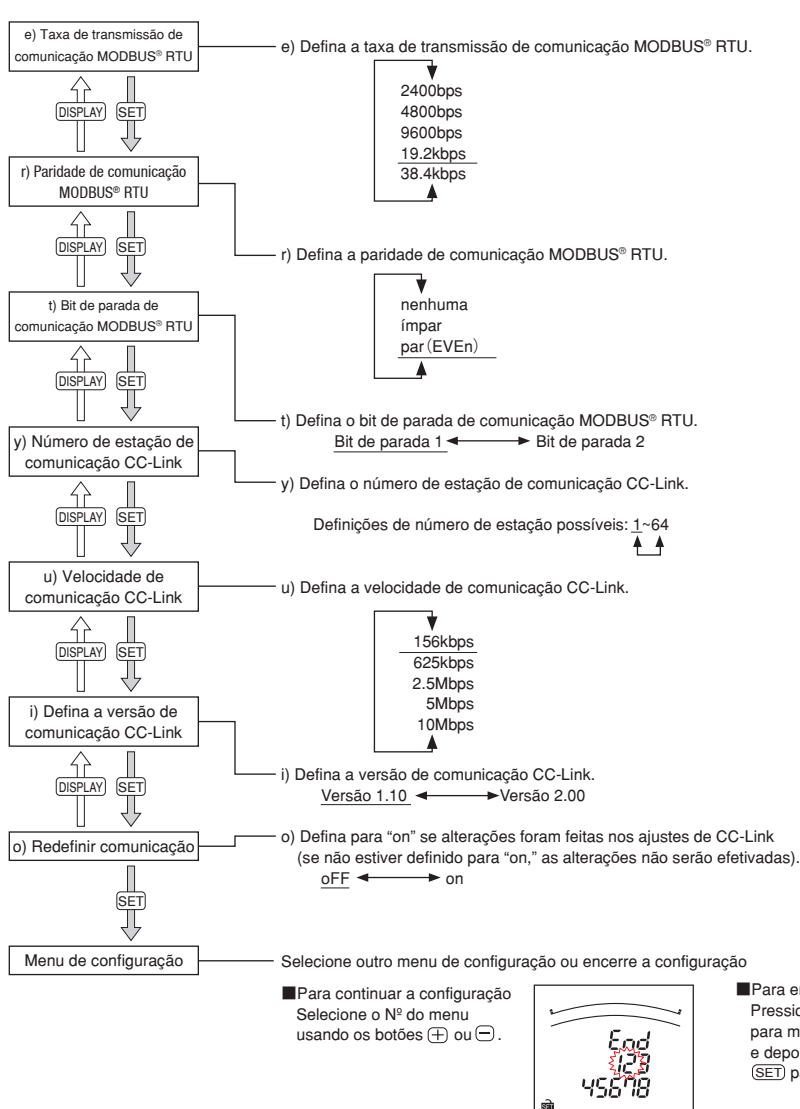 e) Taxa de transmissão de
comunicação MODBUS® RTU
e) Defina a taxa de transmissão de comunicação MODBUS® RTU.
2400bps
4800bps
9600bps
19.2kbps
38.4kbps
DISPLAY SET
r) Paridade de comunicação
MODBUS® RTU
r) Defina a paridade de comunicação MODBUS® RTU.
nenhuma
ímpar
par(EVEn)
DISPLAY SET
t) Bit de parada de
comunicação MODBUS® RTU
t) Defina o bit de parada de comunicação MODBUS® RTU.
Bit de parada 1 Bit de parada 2
DISPLAY SET
y) Número de estação de
comunicação CC-Link
y) Defina o número de estação de comunicação CC-Link.
Definições de número de estação possíveis: 1~64
DISPLAY SET
u) Velocidade de
comunicação CC-Link
u) Defina a velocidade de comunicação CC-Link.
156kbps
625kbps
2.5Mbps
5Mbps
10Mbps
DISPLAY SET
i) Defina a versão de
comunicação CC-Link
i) Defina a versão de comunicação CC-Link.
Versão 1.10 Versão 2.00
DISPLAY SET
o) Redefinir comunicação
o) Defina para “on” se alterações foram feitas nos ajustes de CC-Link
(se não estiver definido para “on,” as alterações não serão efetivadas).
oFF on
SET
Menu de configuração
Selecione outro menu de configuração ou encerre a configuração
■Para continuar a configuração
Selecione o Nº do menu
usando os botões + ou −.
End
123
45678
SET
■Para
para
e
SET